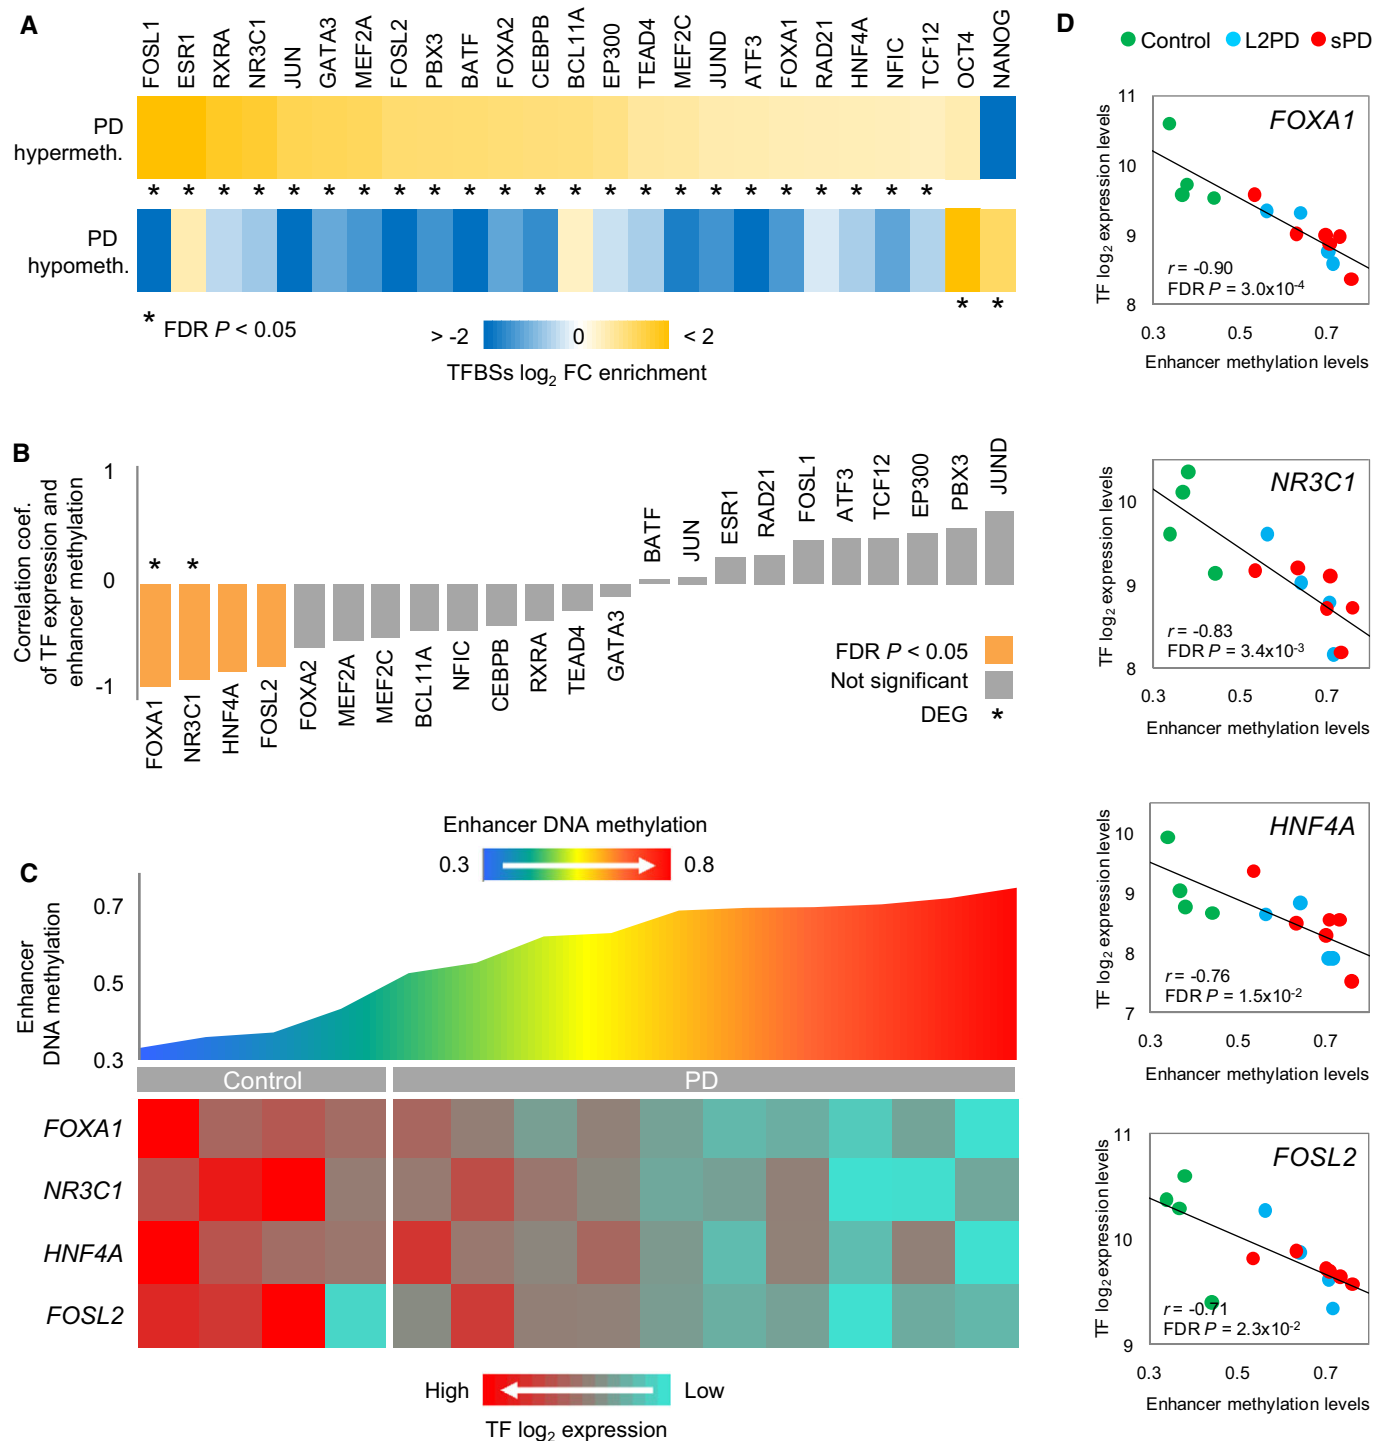 A
FOSL1 ESR1 RXRA NR3C1 JUN GATA3 MEF2A FOSL2 PBX3 BATF FOXA2 CEBPB BCL11A EP300 TEAD4 MEF2C JUND ATF3 FOXA1 RAD21 HNF4A NFIC TCF12 OCT4 NANOG
PD
hypermeth.
* * * * * * * * * * * * * * * * * * * * * * *
PD
hypometh.
* *
* FDR P < 0.05
> -2 0 < 2
TFBSs log2 FC enrichment
B
Correlation coef.
of TF expression and
enhancer methylation
1
0
-1
* *
FOXA1 NR3C1 HNF4A FOSL2 FOXA2 MEF2A MEF2C BCL11A NFIC CEBPB RXRA TEAD4 GATA3 BATF JUN ESR1 RAD21 FOSL1 ATF3 TCF12 EP300 PBX3 JUND
FDR P < 0.05
Not significant
DEG *
C
Enhancer DNA methylation
0.3 0.8
Enhancer
DNA methylation
0.7
0.5
0.3
Control PD
FOXA1
NR3C1
HNF4A
FOSL2
High Low
TF log2 expression
D
Control L2PD sPD
FOXA1
TF log2 expression levels
11
10
9
8
r = -0.90
FDR P = 3.0x10-4
0.3 0.5 0.7
Enhancer methylation levels
NR3C1
TF log2 expression levels
10
9
8
r = -0.83
FDR P = 3.4x10-3
0.3 0.5 0.7
Enhancer methylation levels
HNF4A
TF log2 expression levels
10
9
8
7
r = -0.76
FDR P = 1.5x10-2
0.3 0.5 0.7
Enhancer methylation levels
FOSL2
TF log2 expression levels
11
10
9
r = -0.71
FDR P = 2.3x10-2
0.3 0.5 0.7
Enhancer methylation levels